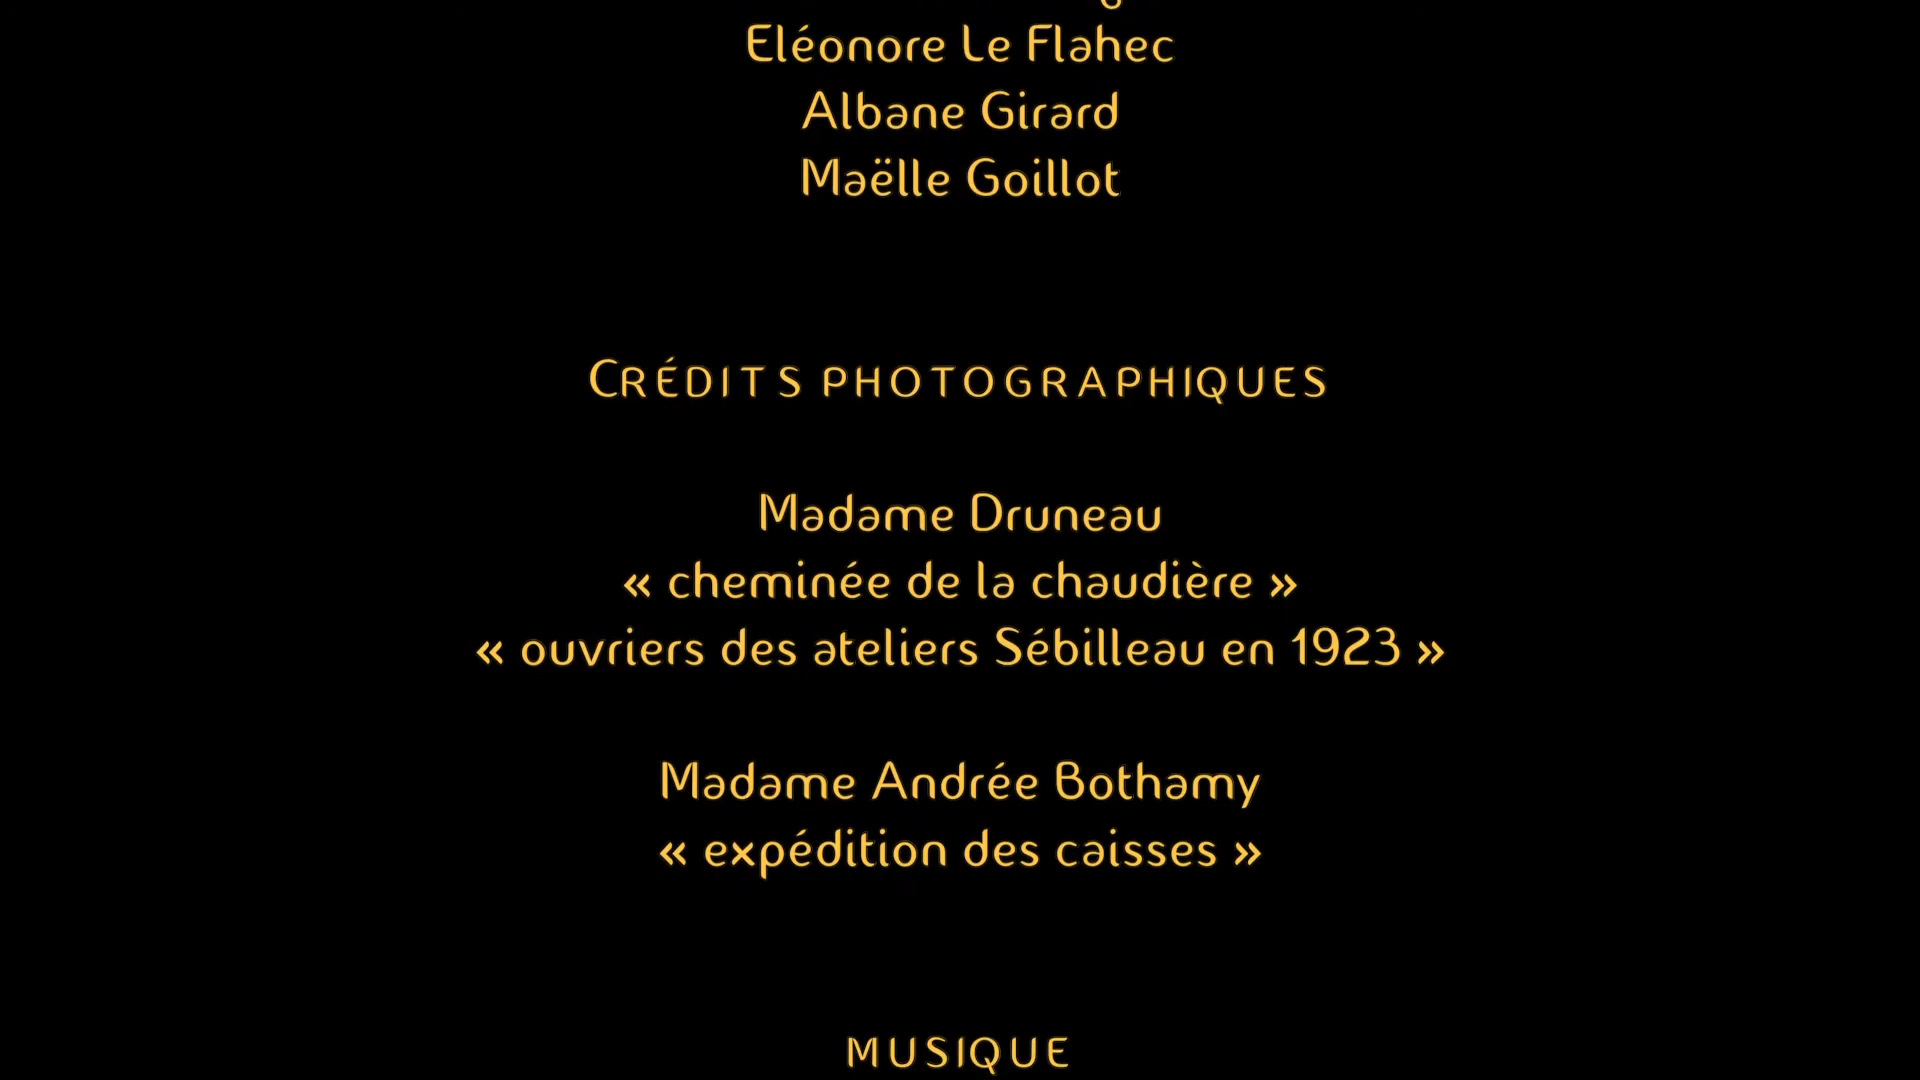 Eléonore Le Flahec
Albane Girard
Maëlle Goillot
CRÉDITS PHOTOGRAPHIQUES
Madame Druneau
« cheminée de la chaudière »
« ouvriers des ateliers Sébilleau en 1923 »
Madame Andrée Bothamy
« expédition des caisses »
MUSIQUE